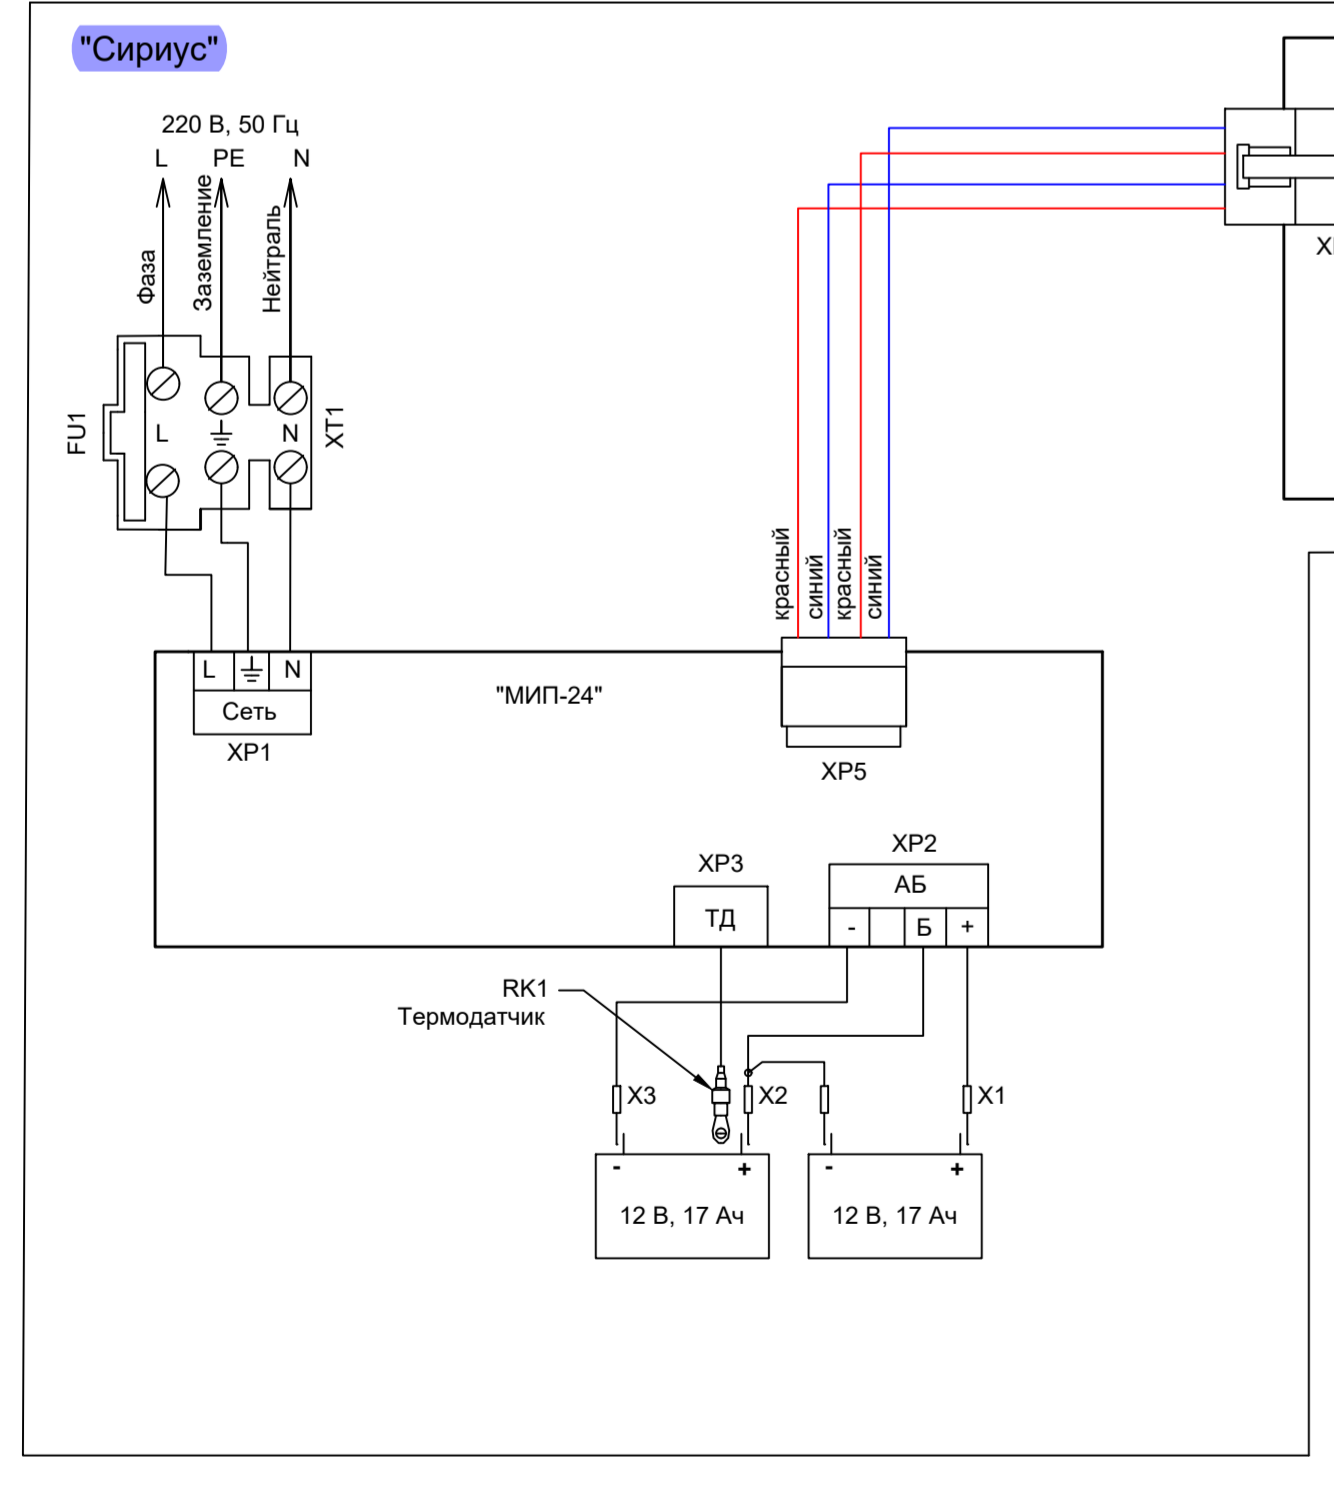 "Сириус"
220 В, 50 Гц
L PE N
Фаза
Заземление
Нейтраль
FU1
L N
XT1
красный
синий
красный
синий
L N
Сеть
XP1
"МИП-24"
XP5
XP3
ТД
XP2
АБ
- Б +
RK1
Термодатчик
X3
X2
X1
- +
12 В, 17 Ач
- +
12 В, 17 Ач